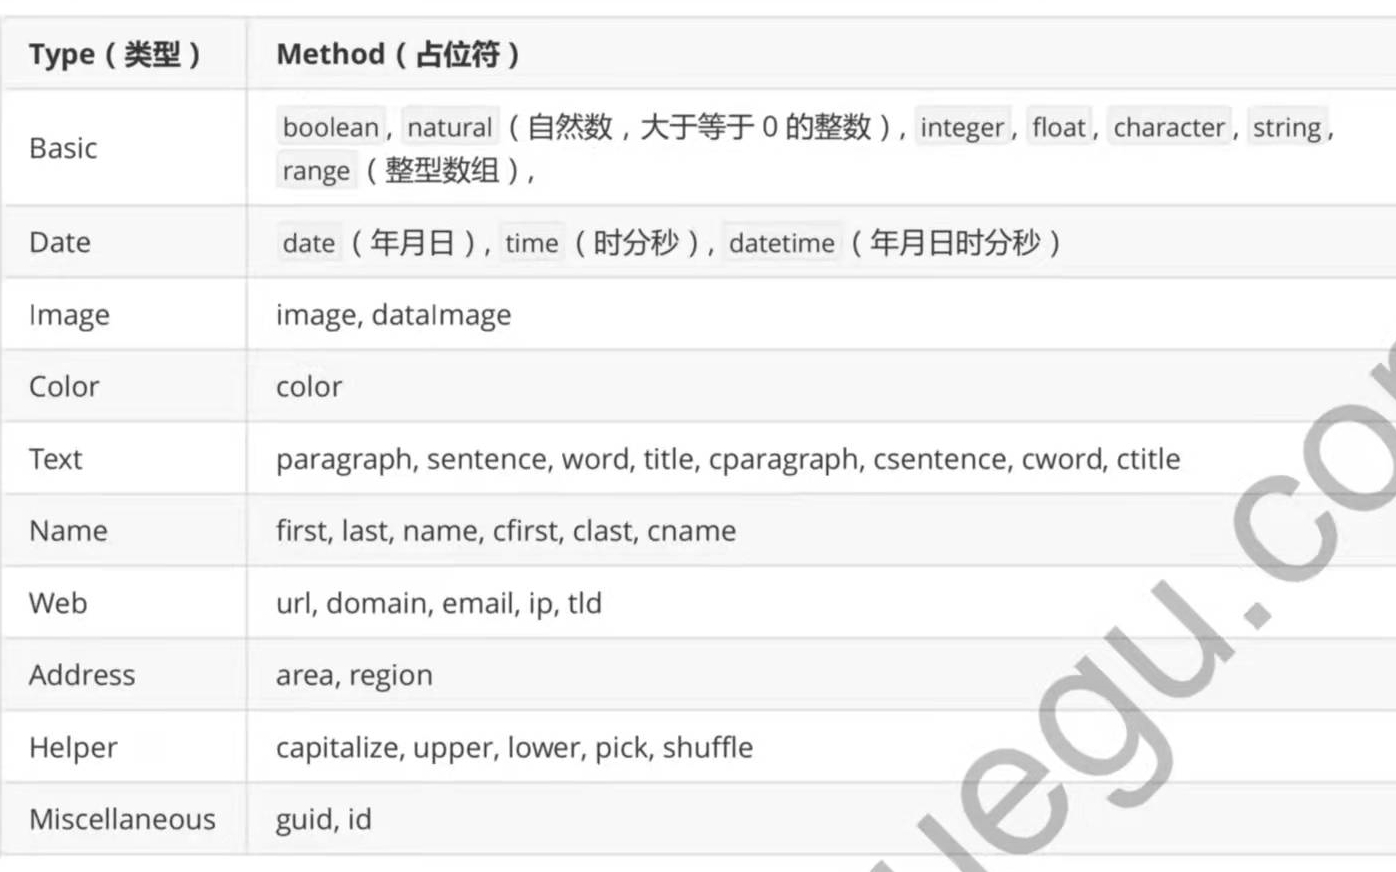 Type（类型） Method（占位符）
Basic boolean, natural（自然数，大于等于 0 的整数）, integer, float, character, string,
range（整型数组）,
Date date（年月日）, time（时分秒）, datetime（年月日时分秒）
Image image, dataImage
Color color
Text paragraph, sentence, word, title, cparagraph, csentence, cword, ctitle
Name first, last, name, cfirst, clast, cname
Web url, domain, email, ip, tld
Address area, region
Helper capitalize, upper, lower, pick, shuffle
Miscellaneous guid, id